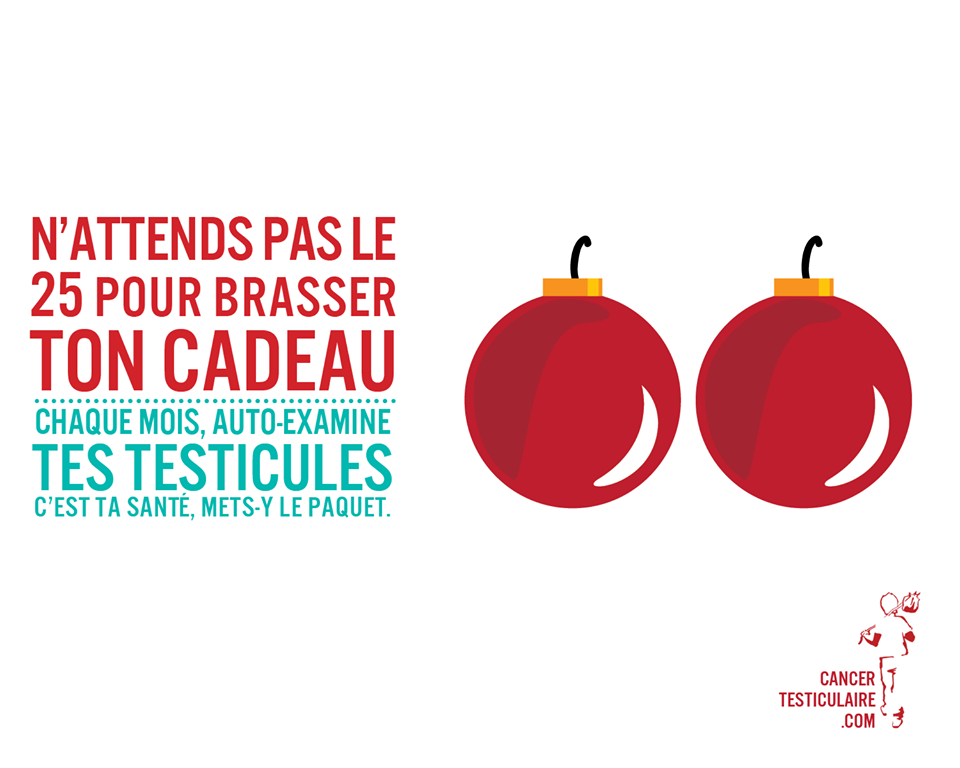 N'ATTENDS PAS LE
25 POUR BRASSER
TON CADEAU
CHAQUE MOIS, AUTO-EXAMINE
TES TESTICULES
C'EST TA SANTÉ, METS-Y LE PAQUET.
CANCER
TESTICULAIRE
.COM